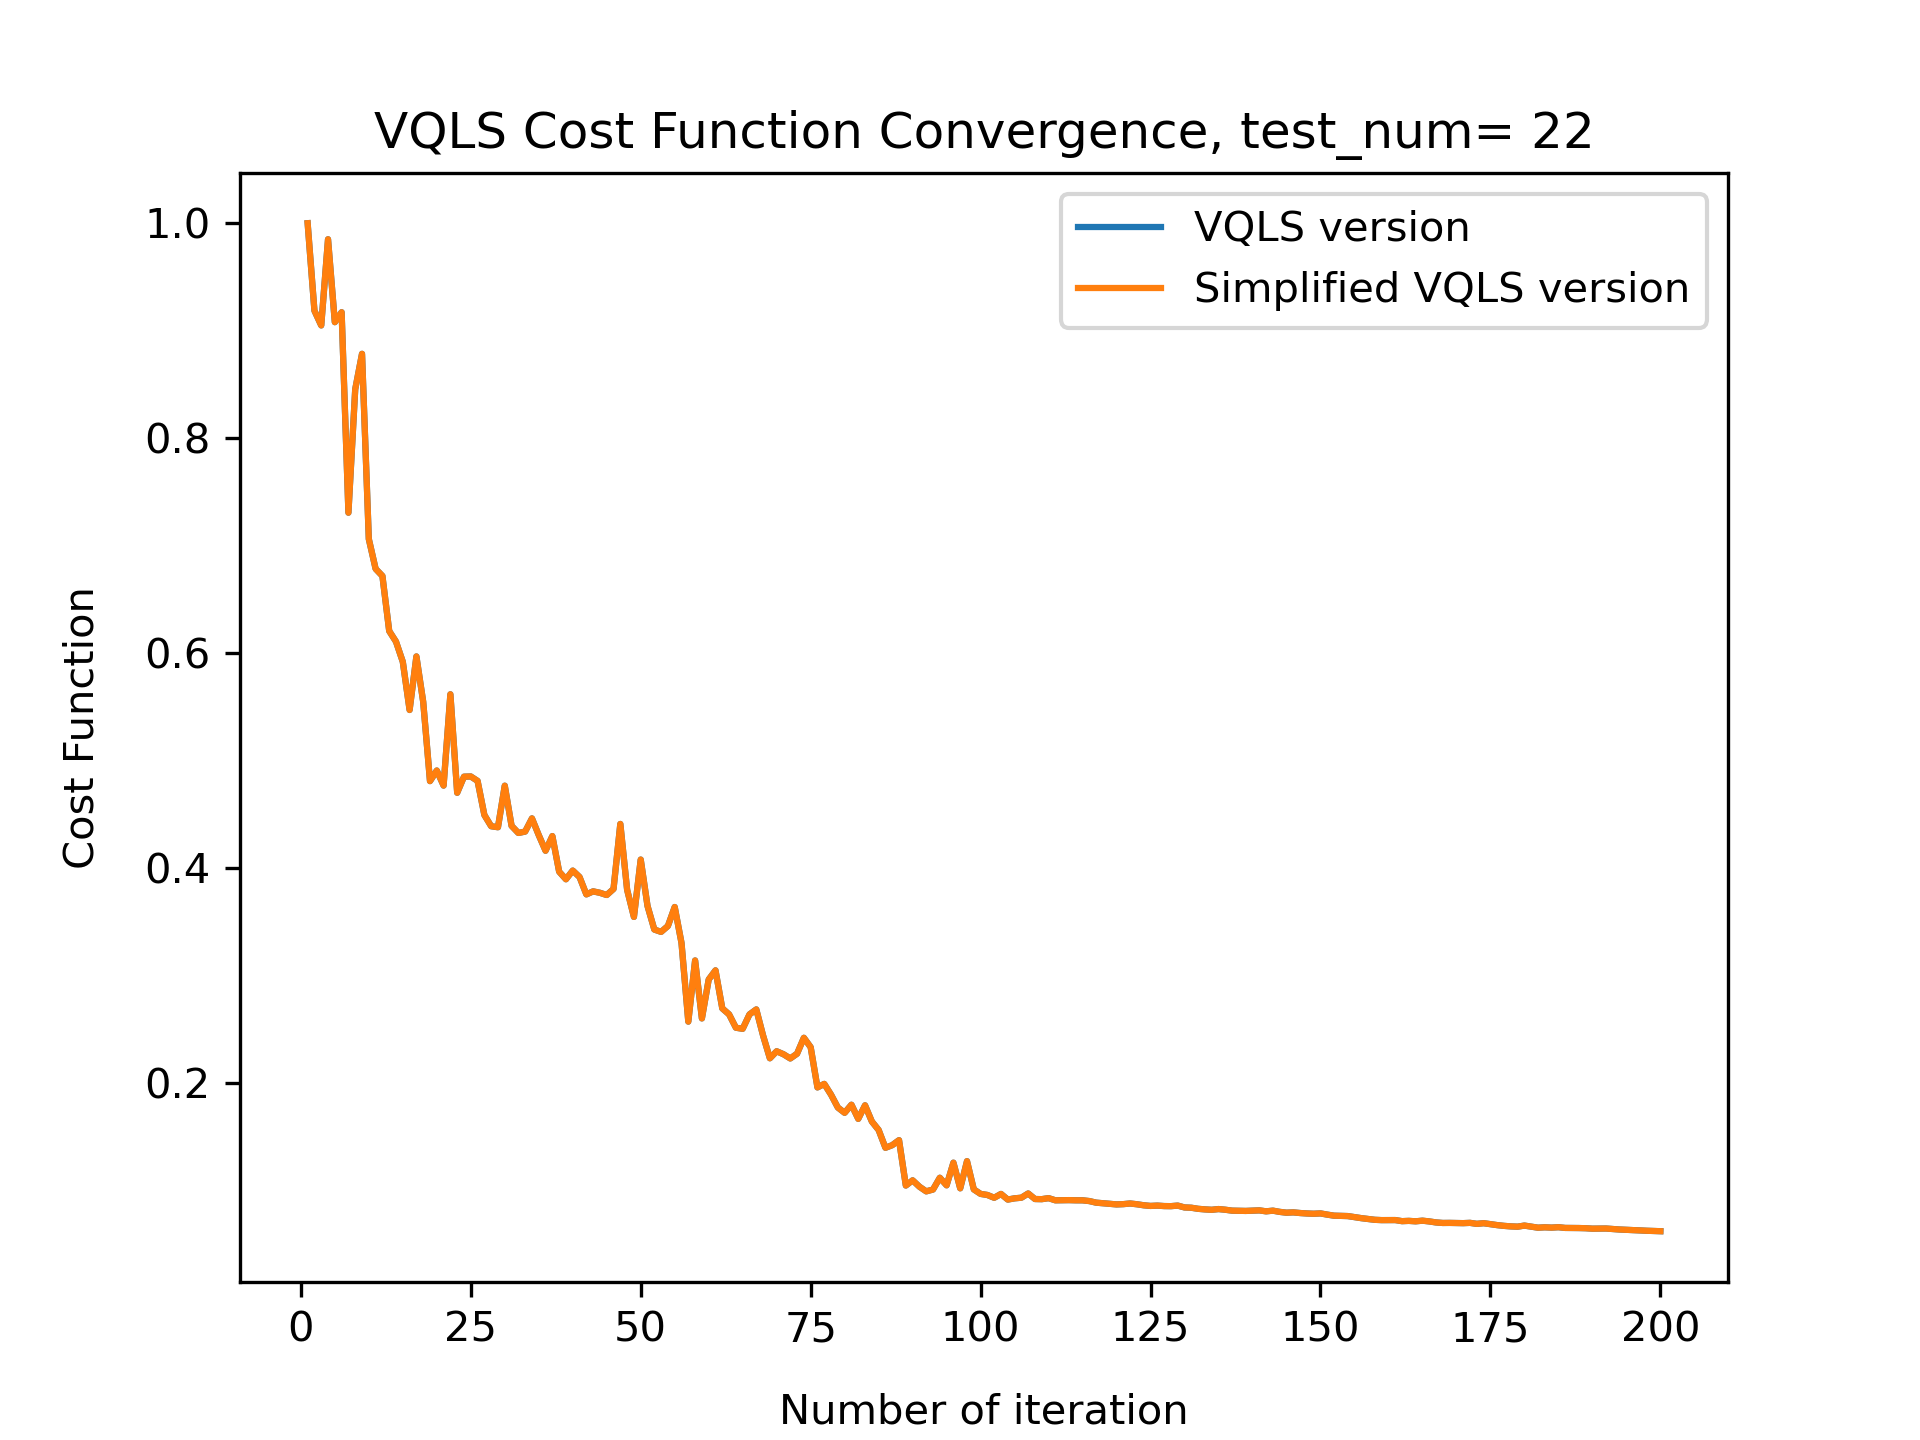 VQLS Cost Function Convergence, test_num= 22
VQLS version
Simplified VQLS version
1.0
0.8
0.6
0.4
0.2
Cost Function
0 25 50 75 100 125 150 175 200
Number of iteration